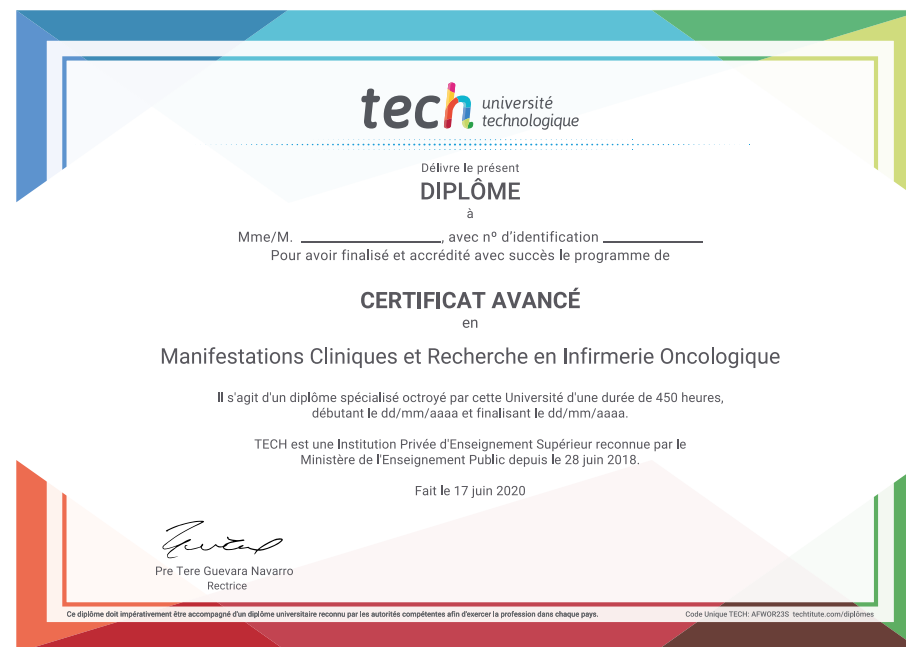 tech université
technologique
Délivre le présent
DIPLÔME
à
Mme/M. ____________________, avec nº d'identification ______________
Pour avoir finalisé et accrédité avec succès le programme de
CERTIFICAT AVANCÉ
en
Manifestations Cliniques et Recherche en Infirmerie Oncologique
Il s'agit d'un diplôme spécialisé octroyé par cette Université d'une durée de 450 heures,
débutant le dd/mm/aaaa et finalisant le dd/mm/aaaa.
TECH est une Institution Privée d'Enseignement Supérieur reconnue par le
Ministère de l'Enseignement Public depuis le 28 juin 2018.
Fait le 17 juin 2020
Pre Tere Guevara Navarro
Rectrice
Ce diplôme doit impérativement être accompagné d'un diplôme universitaire reconnu par les autorités compétentes afin d'exercer la profession dans chaque pays.
Code Unique TECH: AFWOR23S techtitute.com/diplômes